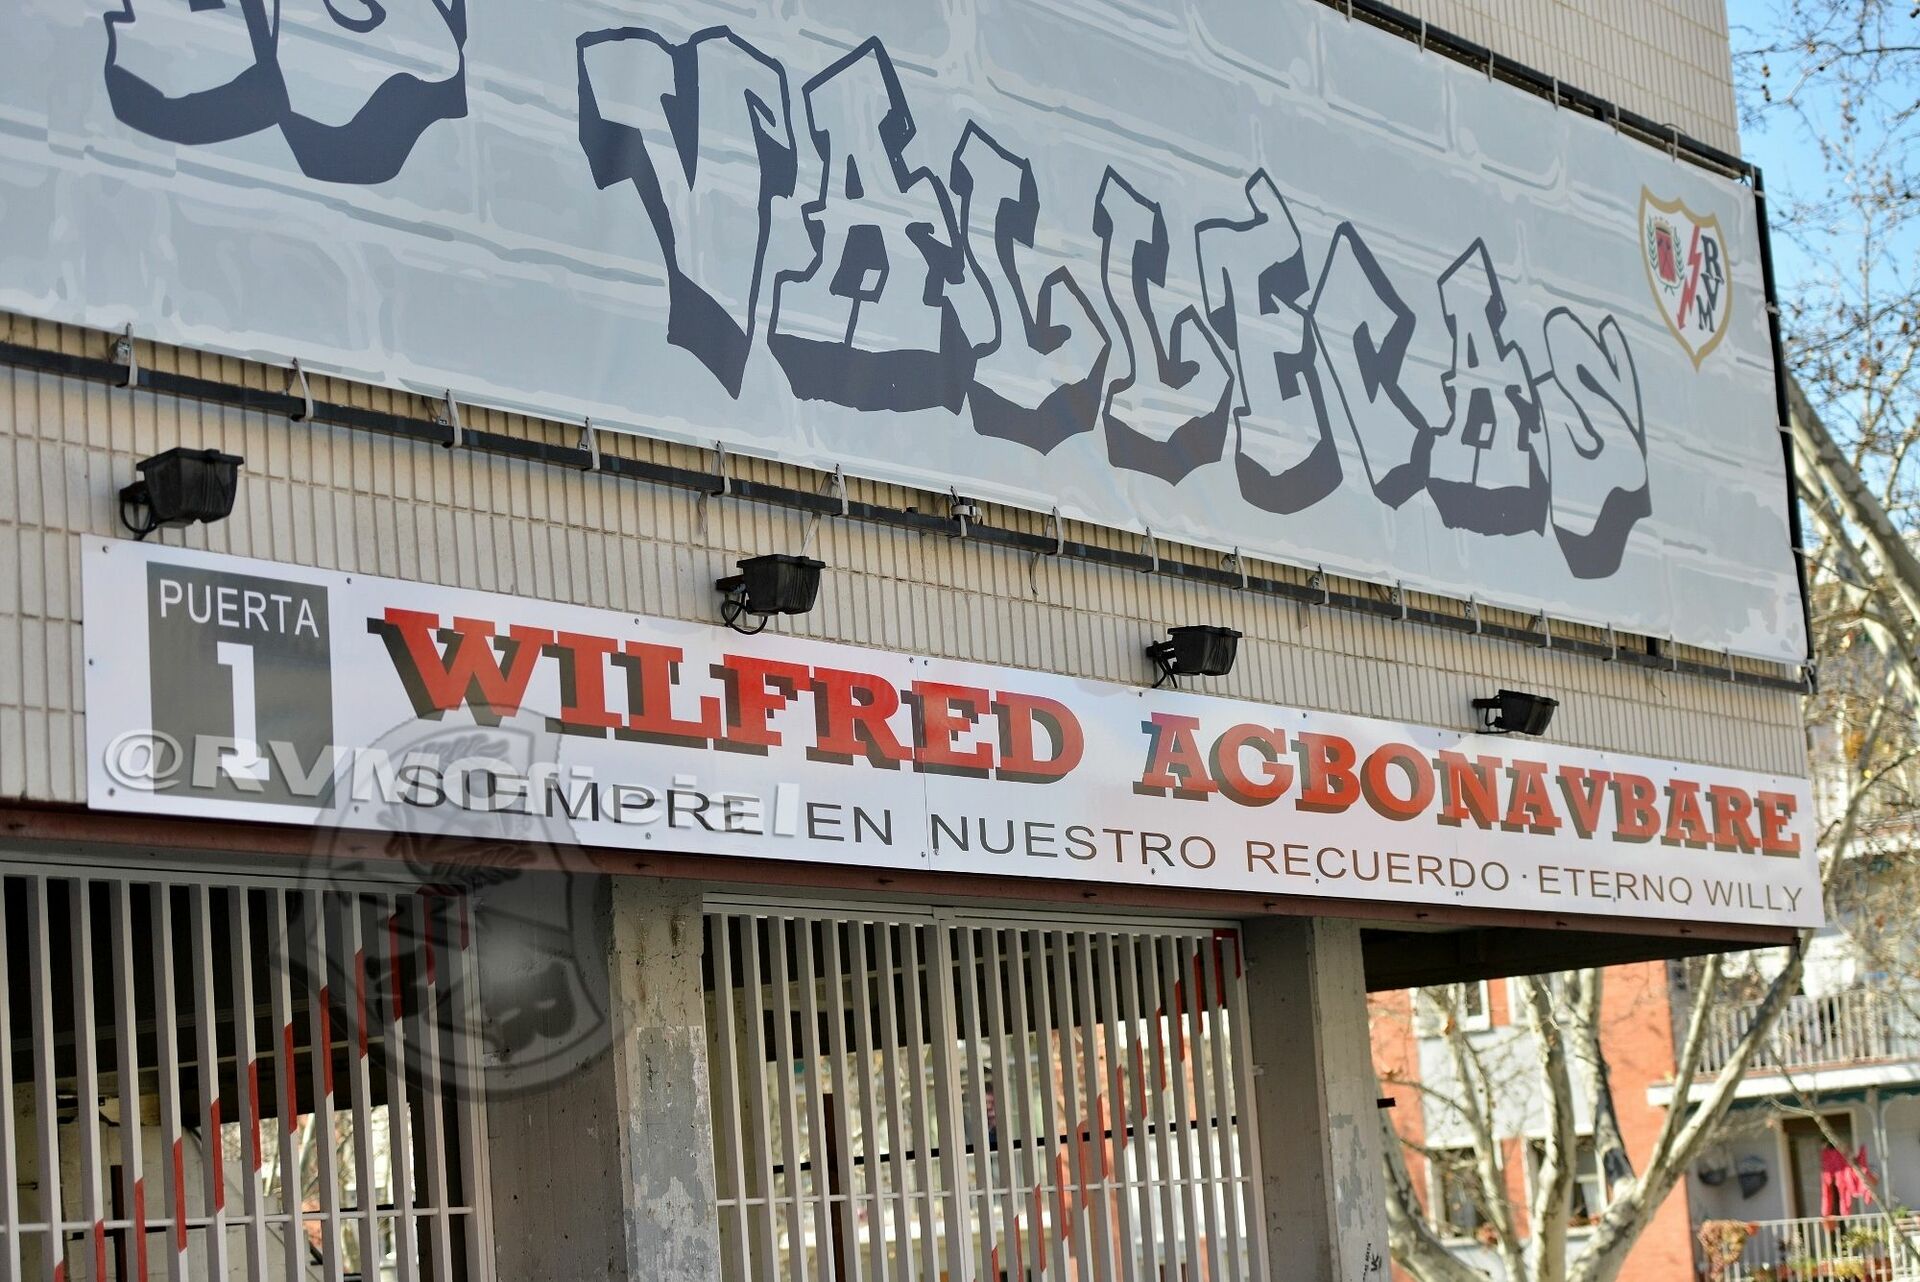 VALLECAS
RVM
PUERTA
1
WILFRED AGBONAVBARE
SIEMPRE EN NUESTRO RECUERDO · ETERNO WILLY
@RVMOficial